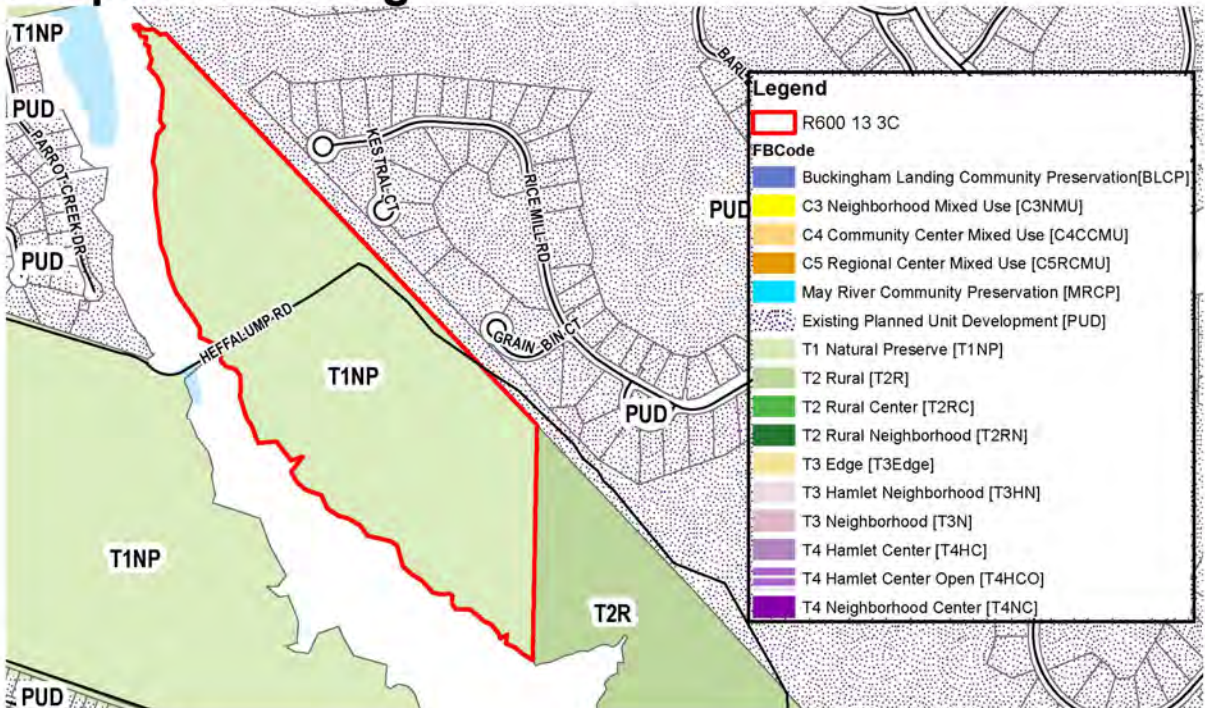 T1NP
PUD
PARROT CREEK DR
PUD
KESTRAL CT
RICE MILL RD
PUD
HEFFALUMP RD
GRAIN BIN CT
T1NP
PUD
T1NP
T2R
PUD
Legend
R600 13 3C
FBCode
Buckingham Landing Community Preservation[BLCP]
C3 Neighborhood Mixed Use [C3NMU]
C4 Community Center Mixed Use [C4CCMU]
C5 Regional Center Mixed Use [C5RCMU]
May River Community Preservation [MRCP]
Existing Planned Unit Development [PUD]
T1 Natural Preserve [T1NP]
T2 Rural [T2R]
T2 Rural Center [T2RC]
T2 Rural Neighborhood [T2RN]
T3 Edge [T3Edge]
T3 Hamlet Neighborhood [T3HN]
T3 Neighborhood [T3N]
T4 Hamlet Center [T4HC]
T4 Hamlet Center Open [T4HCO]
T4 Neighborhood Center [T4NC]